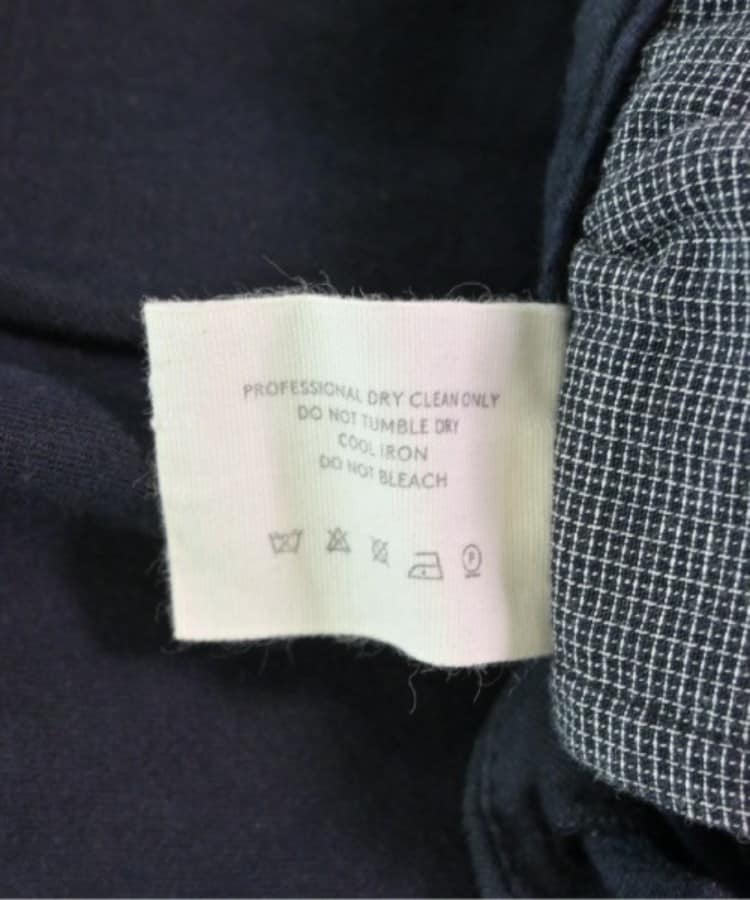 PROFESSIONAL DRY CLEAN ONLY
DO NOT TUMBLE DRY
COOL IRON
DO NOT BLEACH
P